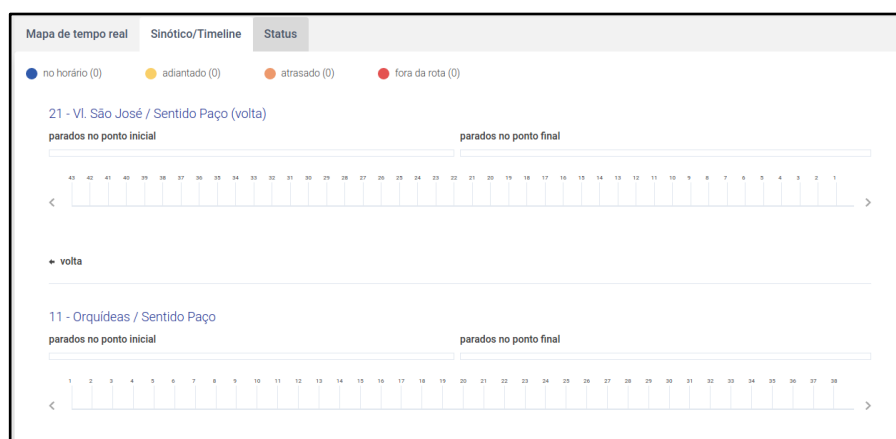 Mapa de tempo real Sinótico/Timeline Status
no horário (0) adiantado (0) atrasado (0) fora da rota (0)
21 - Vl. São José / Sentido Paço (volta)
parados no ponto inicial parados no ponto final
43 42 41 40 39 38 37 36 35 34 33 32 31 30 29 28 27 26 25 24 23 22 21 20 19 18 17 16 15 14 13 12 11 10 9 8 7 6 5 4 3 2 1
volta
11 - Orquídeas / Sentido Paço
parados no ponto inicial parados no ponto final
1 2 3 4 5 6 7 8 9 10 11 12 13 14 15 16 17 18 19 20 21 22 23 24 25 26 27 28 29 30 31 32 33 34 35 36 37 38